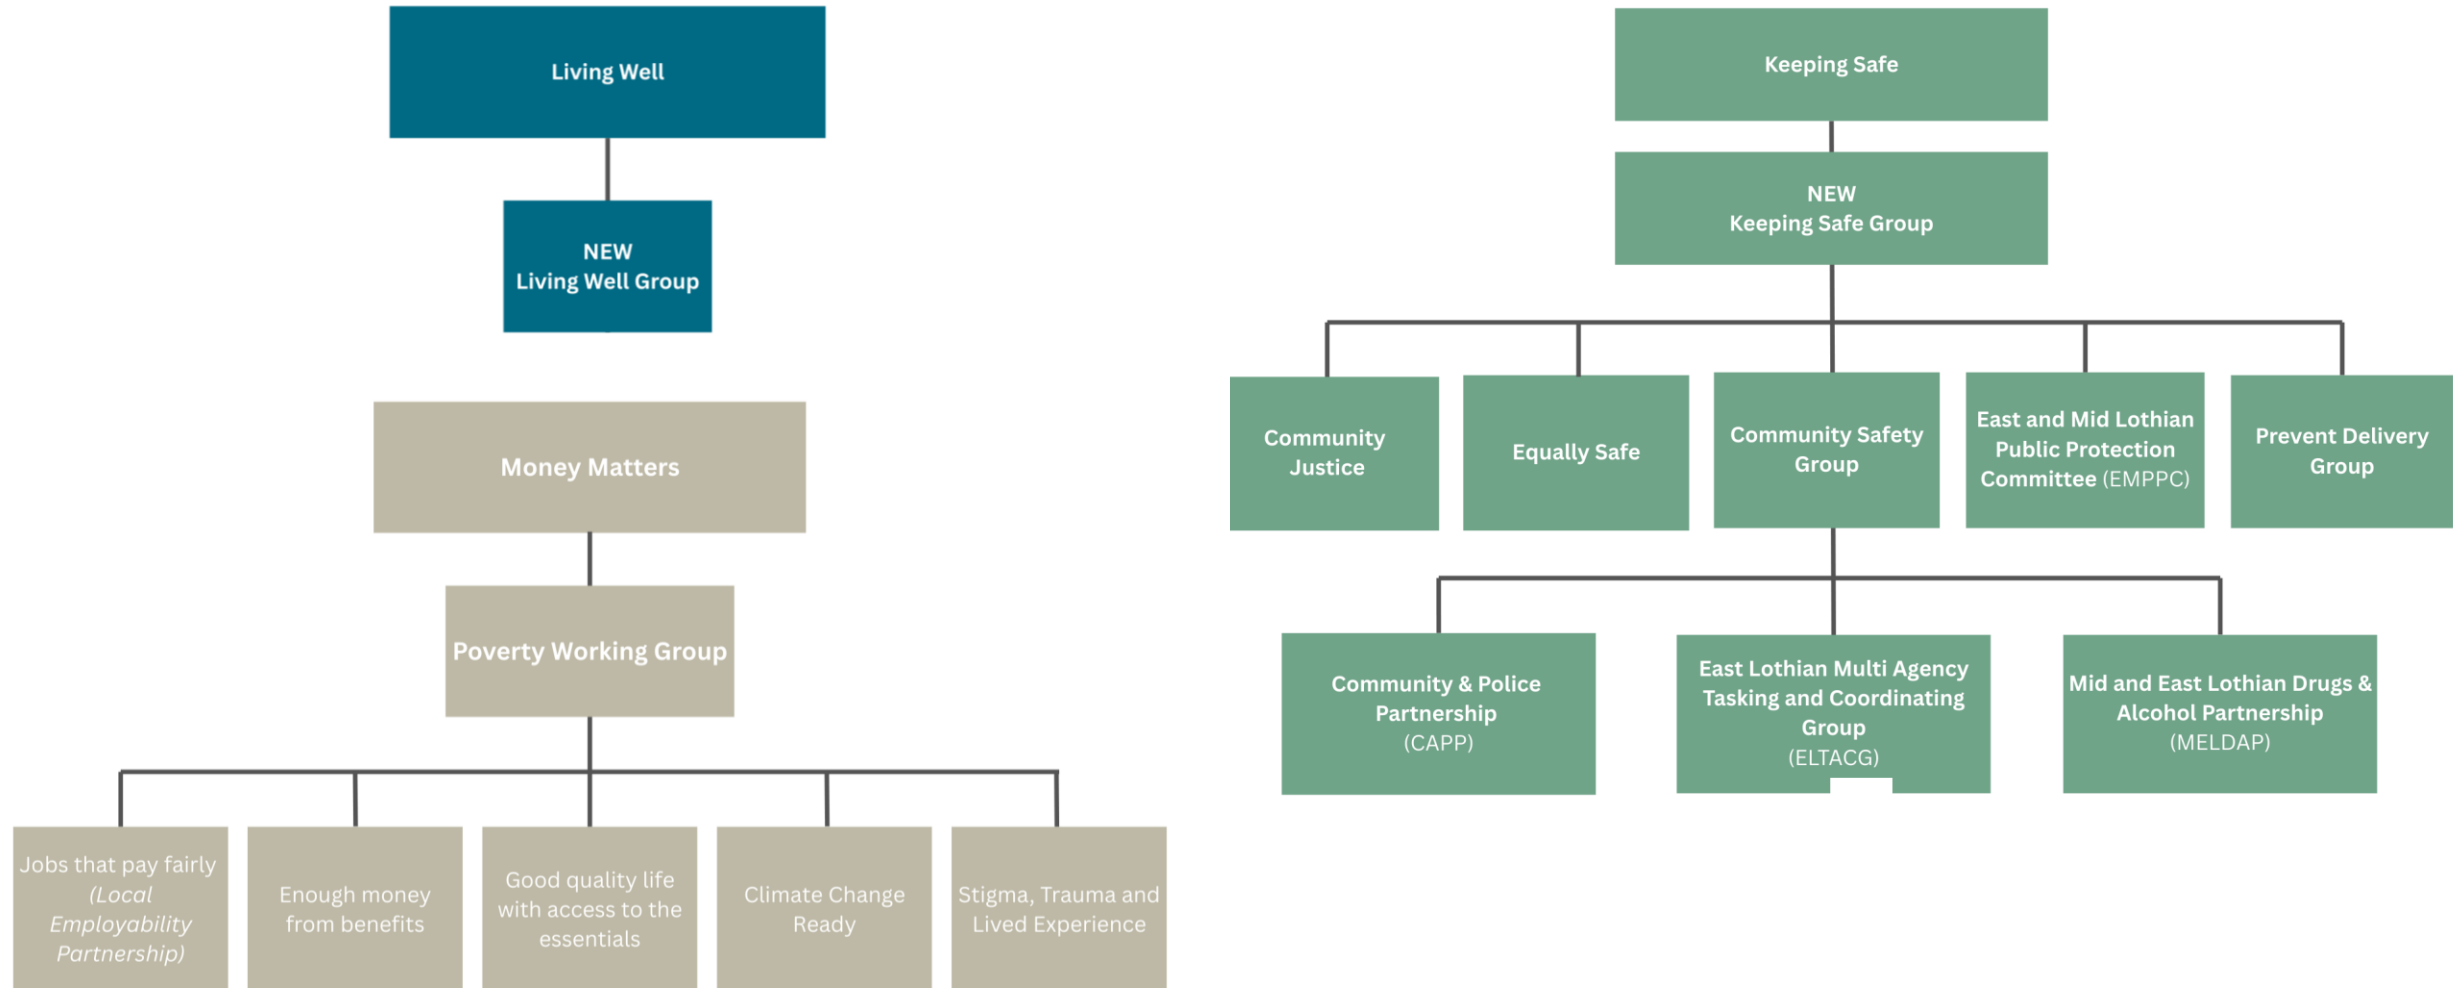 Living Well
NEW
Living Well Group
Money Matters
Poverty Working Group
Jobs that pay fairly
(Local
Employability
Partnership)
Enough money
from benefits
Good quality life
with access to the
essentials
Climate Change
Ready
Stigma, Trauma and
Lived Experience
Keeping Safe
NEW
Keeping Safe Group
Community
Justice
Equally Safe
Community Safety
Group
East and Mid Lothian
Public Protection
Committee (EMPPC)
Prevent Delivery
Group
Community & Police
Partnership
(CAPP)
East Lothian Multi Agency
Tasking and Coordinating
Group
(ELTACG)
Mid and East Lothian Drugs &
Alcohol Partnership
(MELDAP)